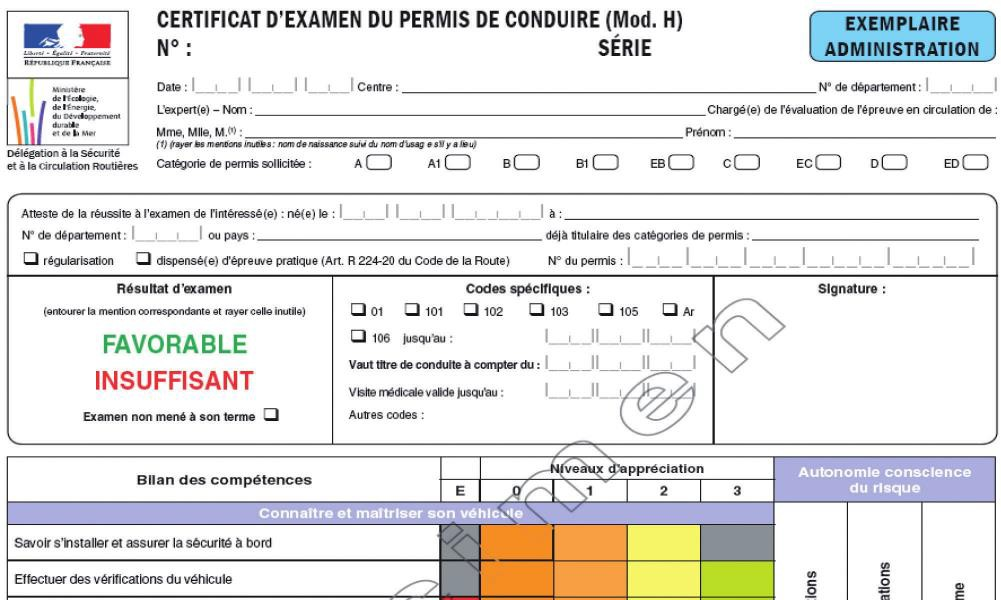 CERTIFICAT D'EXAMEN DU PERMIS DE CONDUIRE (Mod. H)
N° : SÉRIE
EXEMPLAIRE
ADMINISTRATION
Liberté • Égalité • Fraternité
RÉPUBLIQUE FRANÇAISE
Ministère
de l'Écologie,
de l'Énergie,
du Développement
durable
et de la Mer
Délégation à la Sécurité
et à la Circulation Routières
Date : Centre : N° de département :
L'expert(e) – Nom : Chargé(e) de l'évaluation de l'épreuve en circulation de :
Mme, Mlle, M.(1) : Prénom :
(1) (rayer les mentions inutiles : nom de naissance suivi du nom d'usage s'il y a lieu)
Catégorie de permis sollicitée : A A1 B B1 EB C EC D ED
Atteste de la réussite à l'examen de l'intéressé(e) : né(e) le : à :
N° de département : ou pays : déjà titulaire des catégories de permis :
régularisation dispensé(e) d'épreuve pratique (Art. R 224-20 du Code de la Route) N° du permis :
Résultat d'examen
(entourer la mention correspondante et rayer celle inutile)
FAVORABLE
INSUFFISANT
Examen non mené à son terme
Codes spécifiques :
01 101 102 103 105 Ar
106 jusqu'au :
Vaut titre de conduite à compter du :
Visite médicale valide jusqu'au :
Autres codes :
Signature :
Bilan des compétences
Niveaux d'appréciation
E 0 1 2 3
Autonomie conscience
du risque
Connaître et maîtriser son véhicule
Savoir s'installer et assurer la sécurité à bord
Effectuer des vérifications du véhicule